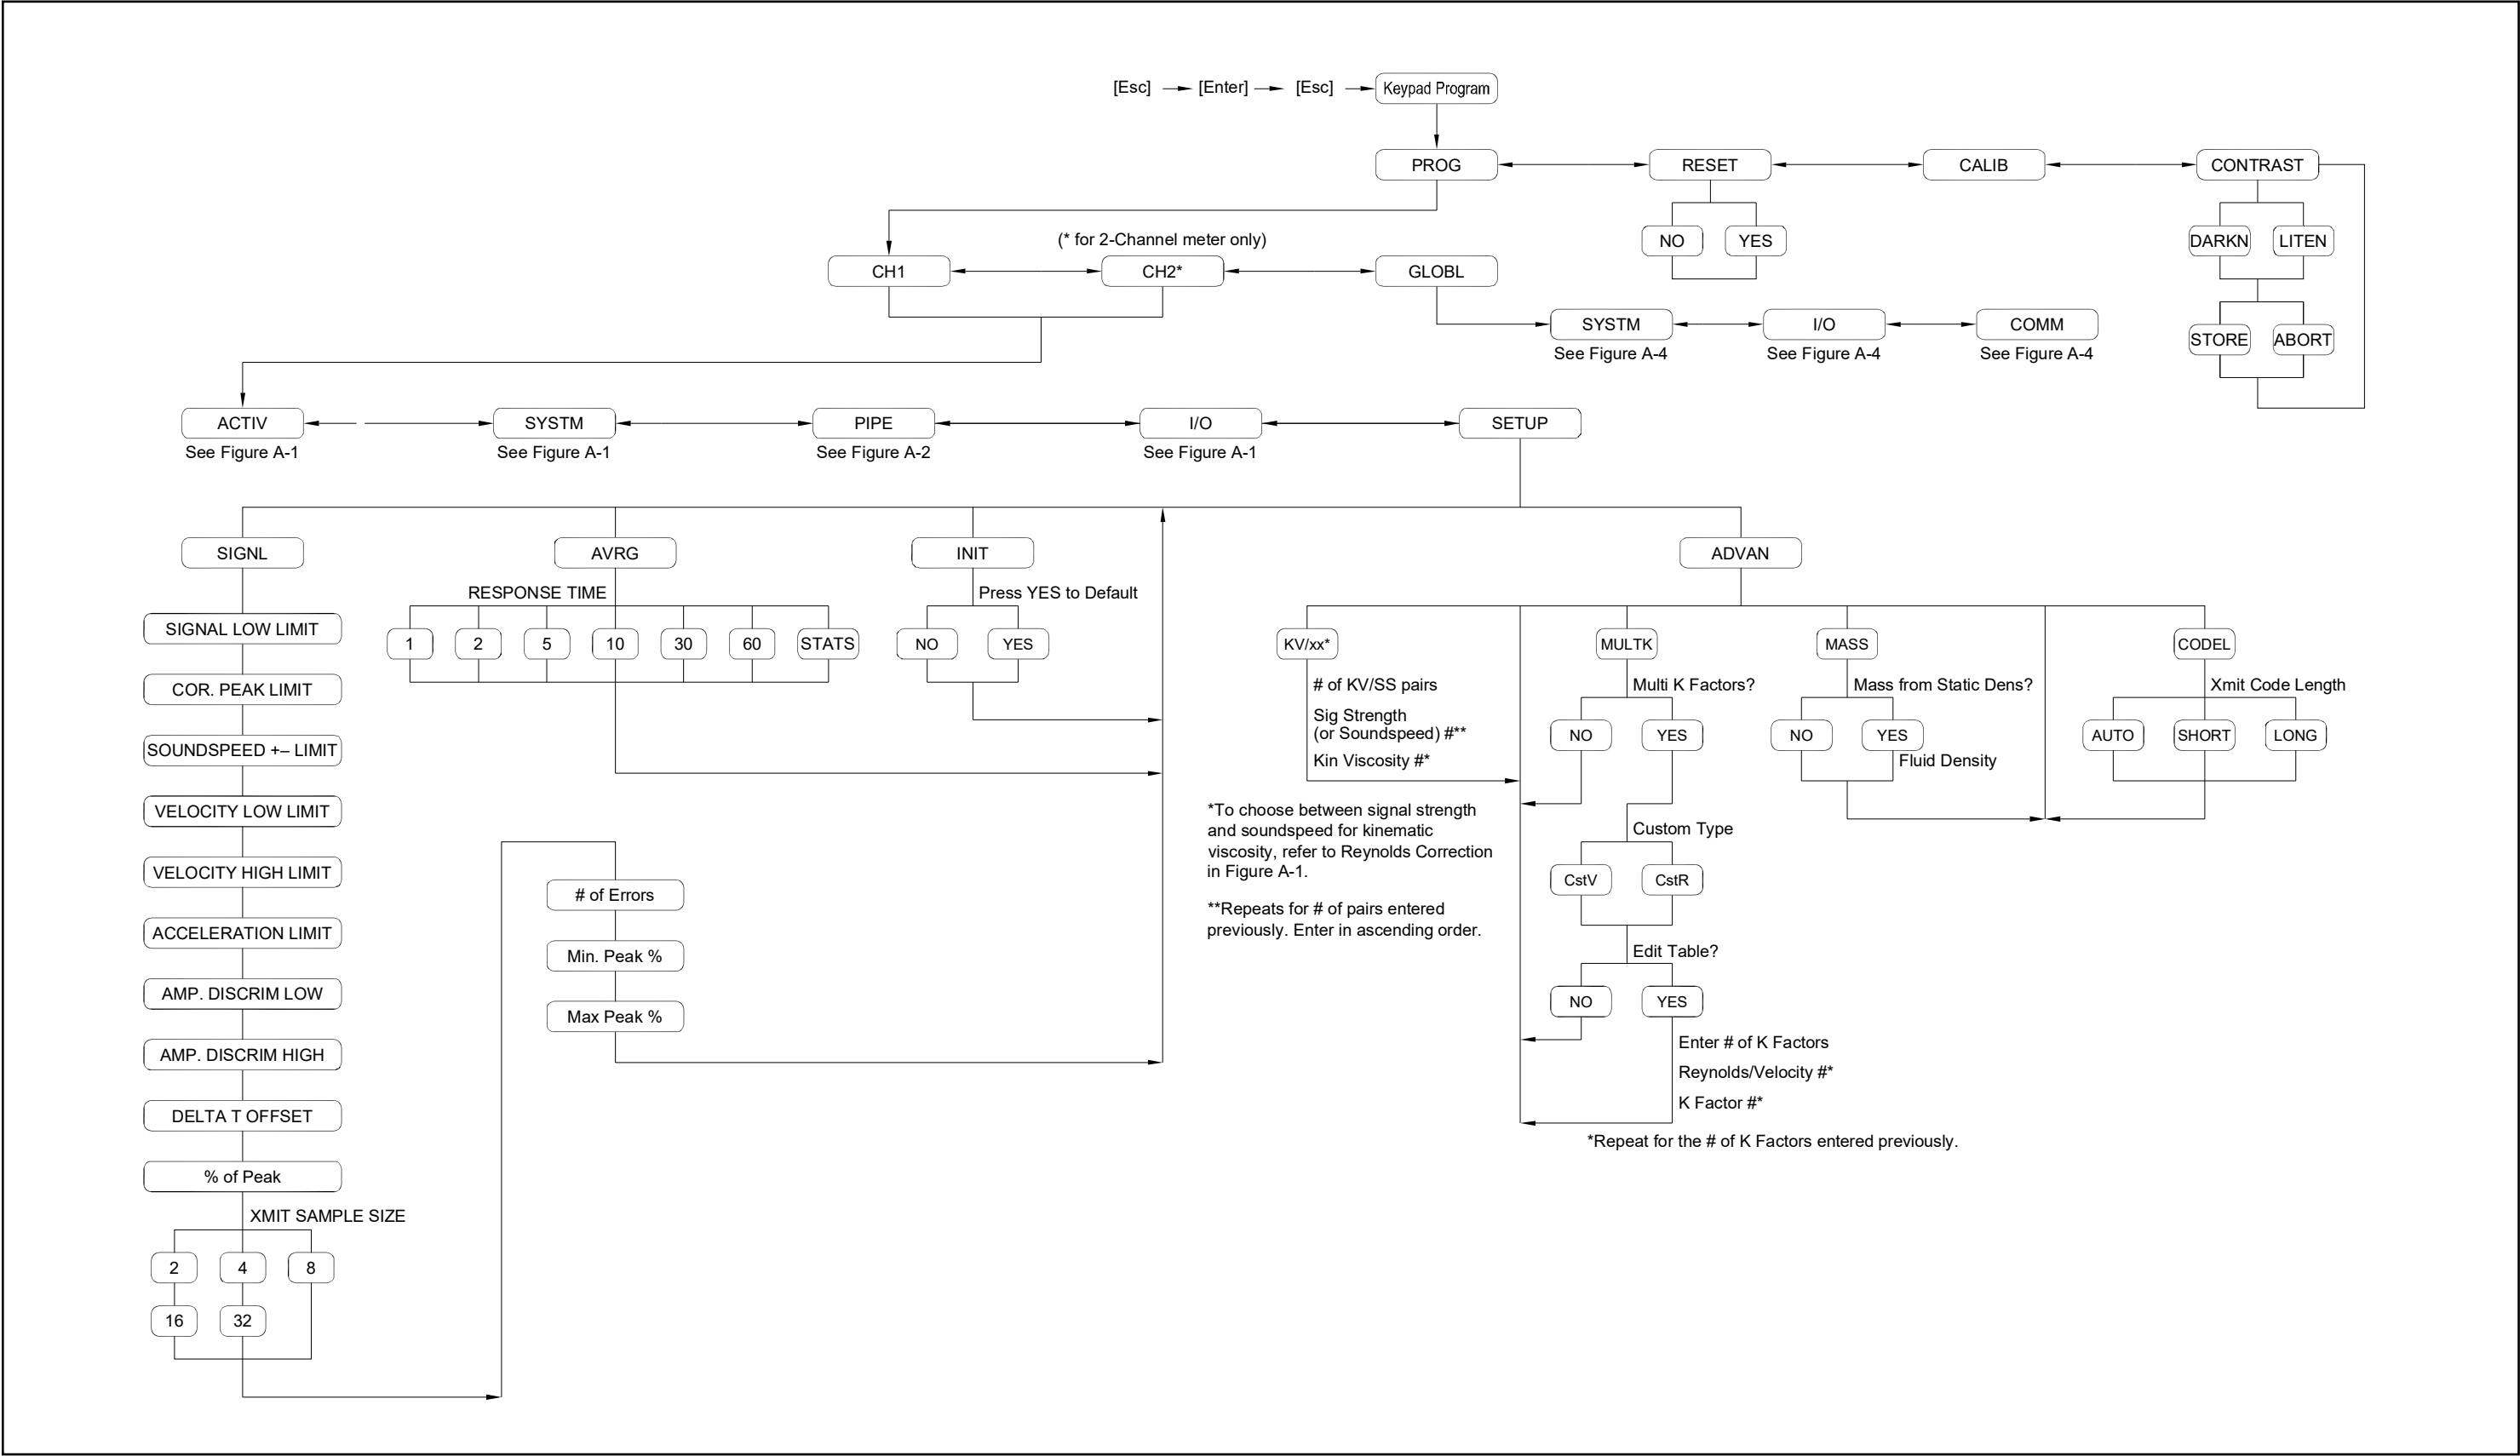 [Esc] [Enter] [Esc] Keypad Program
PROG RESET CALIB CONTRAST
NO YES DARKN LITEN
(* for 2-Channel meter only)
CH1 CH2* GLOBL
SYSTM I/O COMM
See Figure A-4 See Figure A-4 See Figure A-4
STORE ABORT
ACTIV SYSTM PIPE I/O SETUP
See Figure A-1 See Figure A-1 See Figure A-2 See Figure A-1
SIGNL AVRG INIT ADVAN
RESPONSE TIME
Press YES to Default
1 2 5 10 30 60 STATS
NO YES
SIGNAL LOW LIMIT
COR. PEAK LIMIT
SOUNDSPEED +– LIMIT
VELOCITY LOW LIMIT
VELOCITY HIGH LIMIT
ACCELERATION LIMIT
AMP. DISCRIM LOW
AMP. DISCRIM HIGH
DELTA T OFFSET
% of Peak
XMIT SAMPLE SIZE
2 4 8
16 32
# of Errors
Min. Peak %
Max Peak %
KV/xx* MULTK MASS CODEL
# of KV/SS pairs
Sig Strength
(or Soundspeed) #**
Kin Viscosity #*
*To choose between signal strength
and soundspeed for kinematic
viscosity, refer to Reynolds Correction
in Figure A-1.
**Repeats for # of pairs entered
previously. Enter in ascending order.
Multi K Factors?
NO YES
Custom Type
CstV CstR
Edit Table?
NO YES
Enter # of K Factors
Reynolds/Velocity #*
K Factor #*
*Repeat for the # of K Factors entered previously.
Mass from Static Dens?
NO YES
Fluid Density
Xmit Code Length
AUTO SHORT LONG